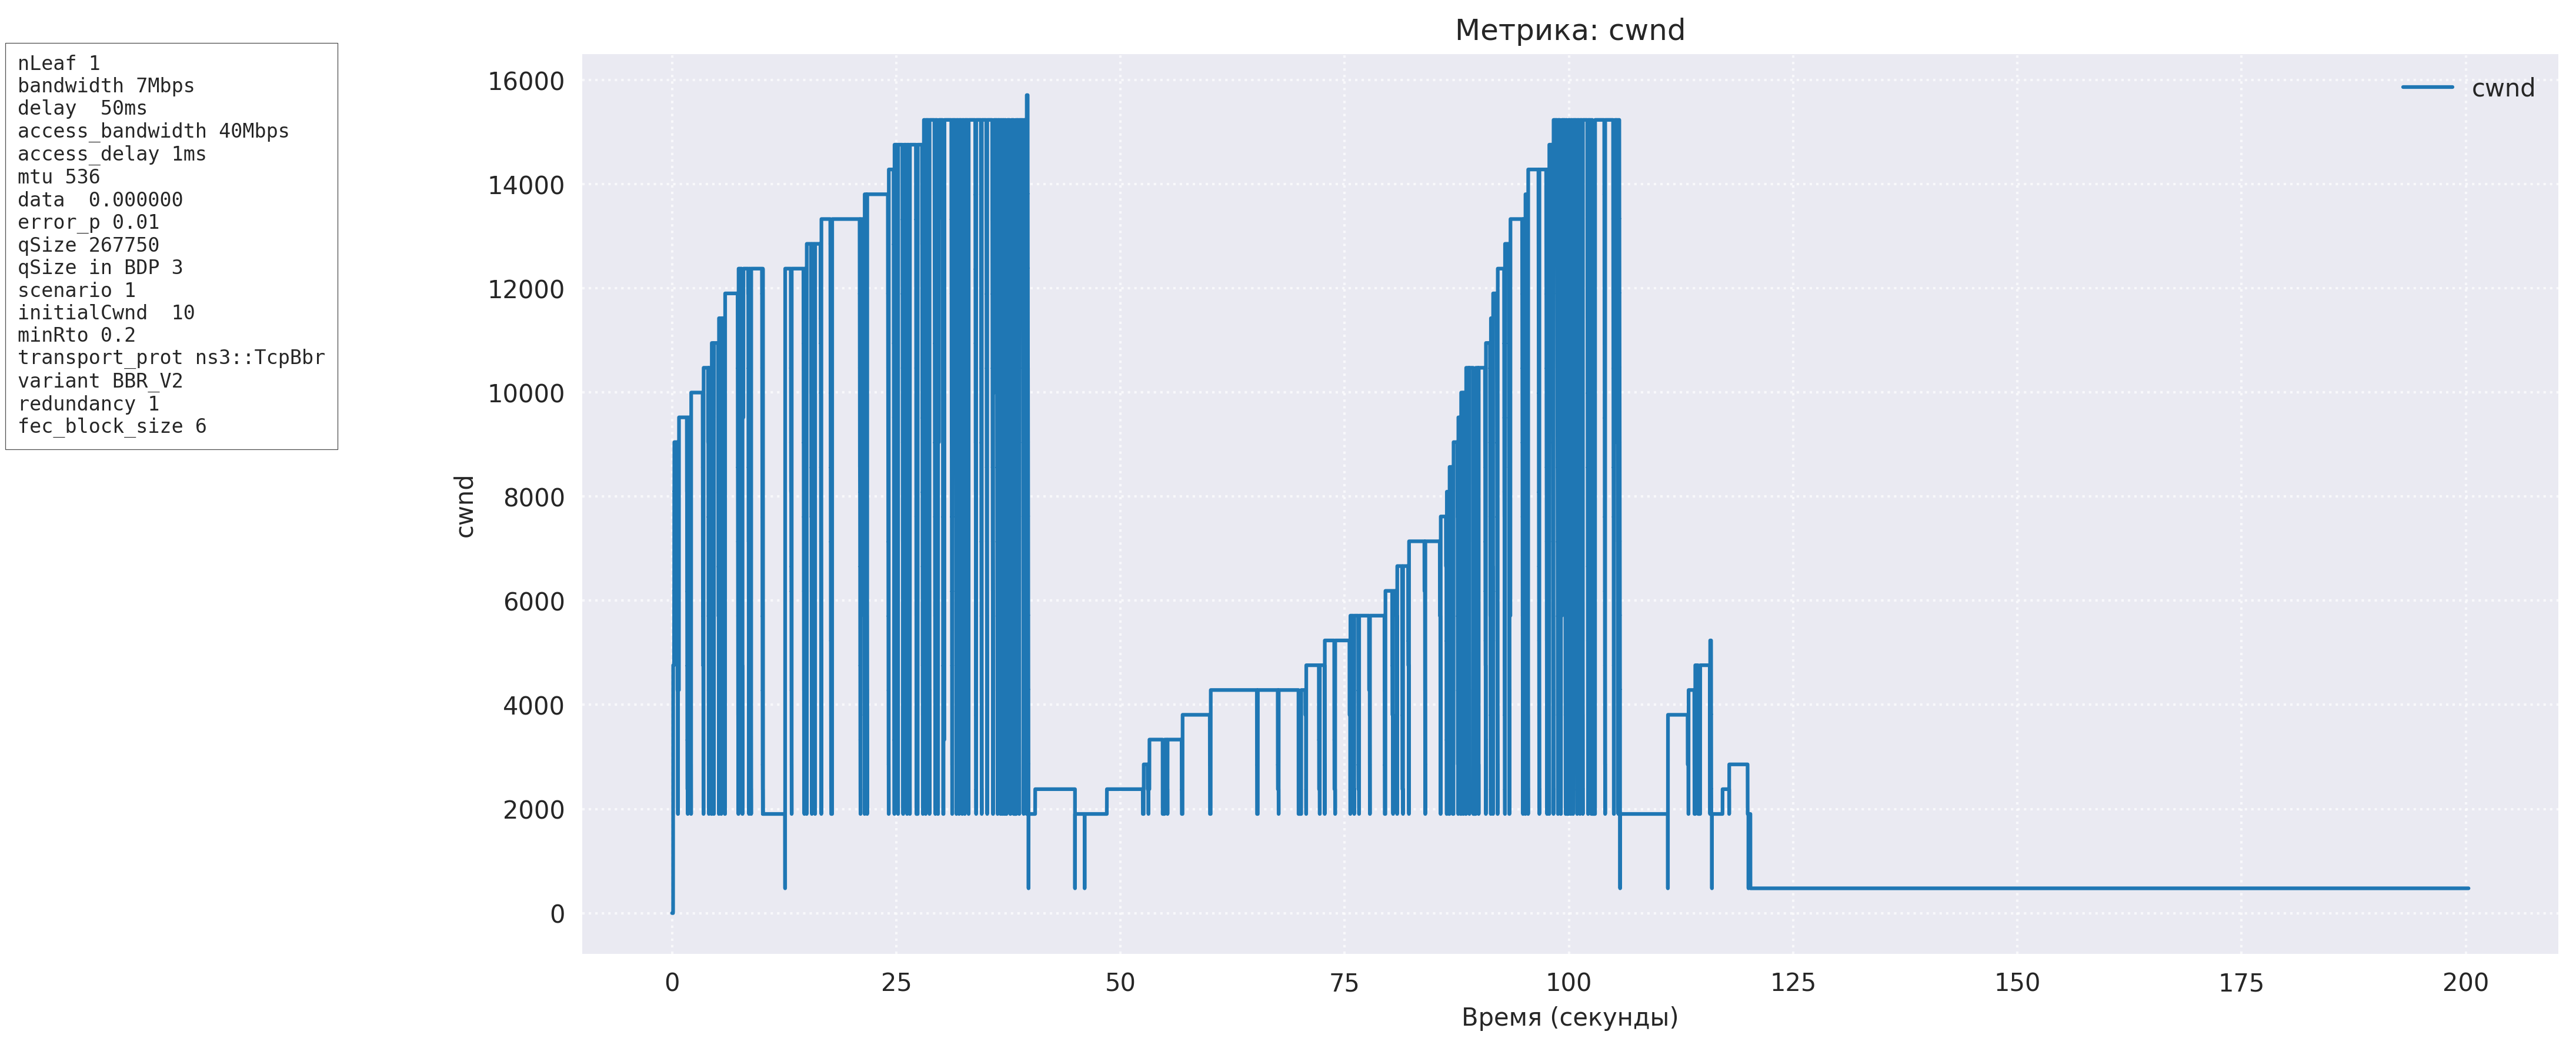 Метрика: cwnd
nLeaf 1
bandwidth 7Mbps
delay  50ms
access_bandwidth 40Mbps
access_delay 1ms
mtu 536
data  0.000000
error_p 0.01
qSize 267750
qSize in BDP 3
scenario 1
initialCwnd  10
minRto 0.2
transport_prot ns3::TcpBbr
variant BBR_V2
redundancy 1
fec_block_size 6
cwnd
16000
14000
12000
10000
8000
6000
4000
2000
0
cwnd
0 25 50 75 100 125 150 175 200
Время (секунды)